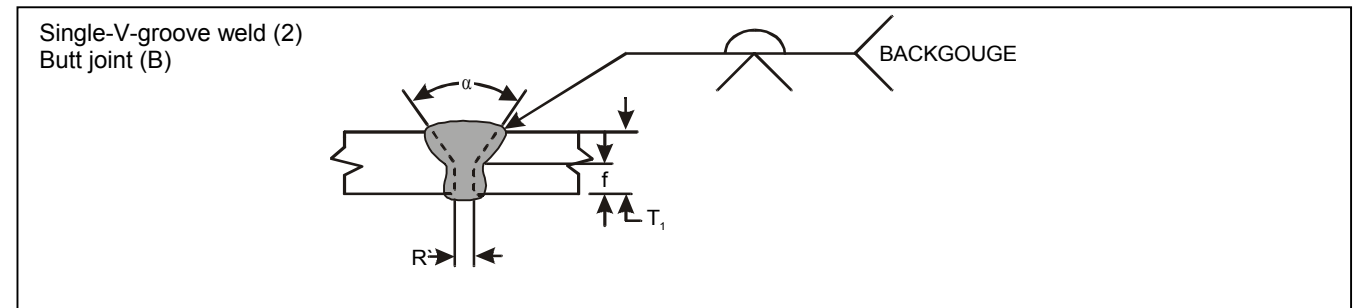 Single-V-groove weld (2)
Butt joint (B)
BACKGOUGE
α
f
T₁
R